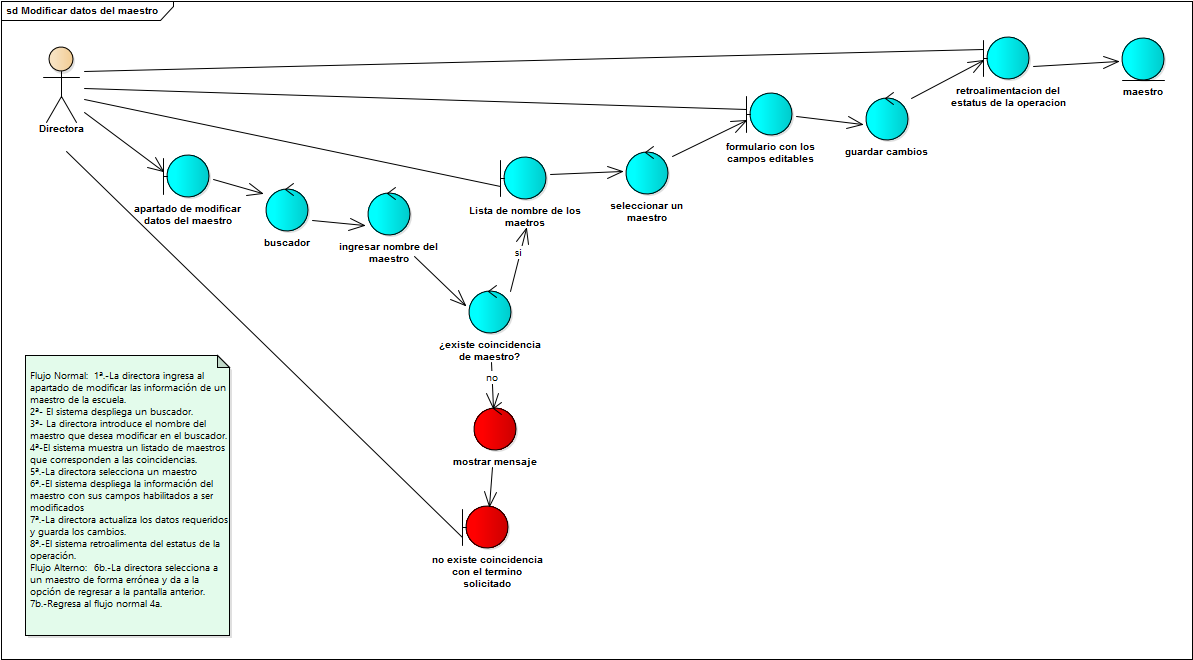 sd Modificar datos del maestro
Directora
retroalimentacion del
estatus de la operacion
maestro
formulario con los
campos editables
guardar cambios
apartado de modificar
datos del maestro
buscador
ingresar nombre del
maestro
Lista de nombre de los
maetros
seleccionar un
maestro
si
¿existe coincidencia
de maestro?
no
mostrar mensaje
no existe coincidencia
con el termino
solicitado
Flujo Normal:  1ª.-La directora ingresa al
apartado de modificar las información de un
maestro de la escuela.
2ª- El sistema despliega un buscador.
3ª- La directora introduce el nombre del
maestro que desea modificar en el buscador.
4ª-El sistema muestra un listado de maestros
que corresponden a las coincidencias.
5ª.-La directora selecciona un maestro
6ª.-El sistema despliega la información del
maestro con sus campos habilitados a ser
modificados
7ª.-La directora actualiza los datos requeridos
y guarda los cambios.
8ª.-El sistema retroalimenta del estatus de la
operación.
Flujo Alterno:  6b.-La directora selecciona a
un maestro de forma errónea y da a la
opción de regresar a la pantalla anterior.
7b.-Regresa al flujo normal 4a.